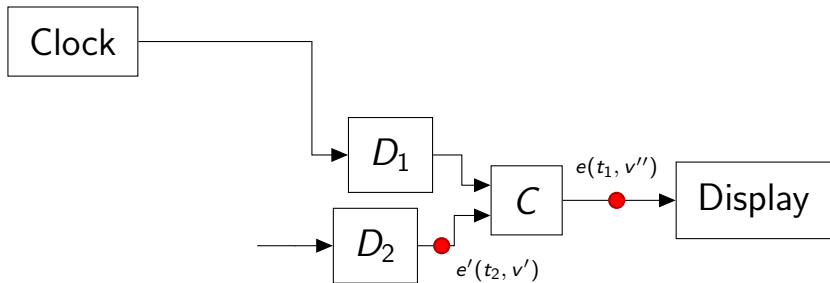 Clock
D₁
e(t₁, v′′)
C
Display
D₂
e′(t₂, v′)